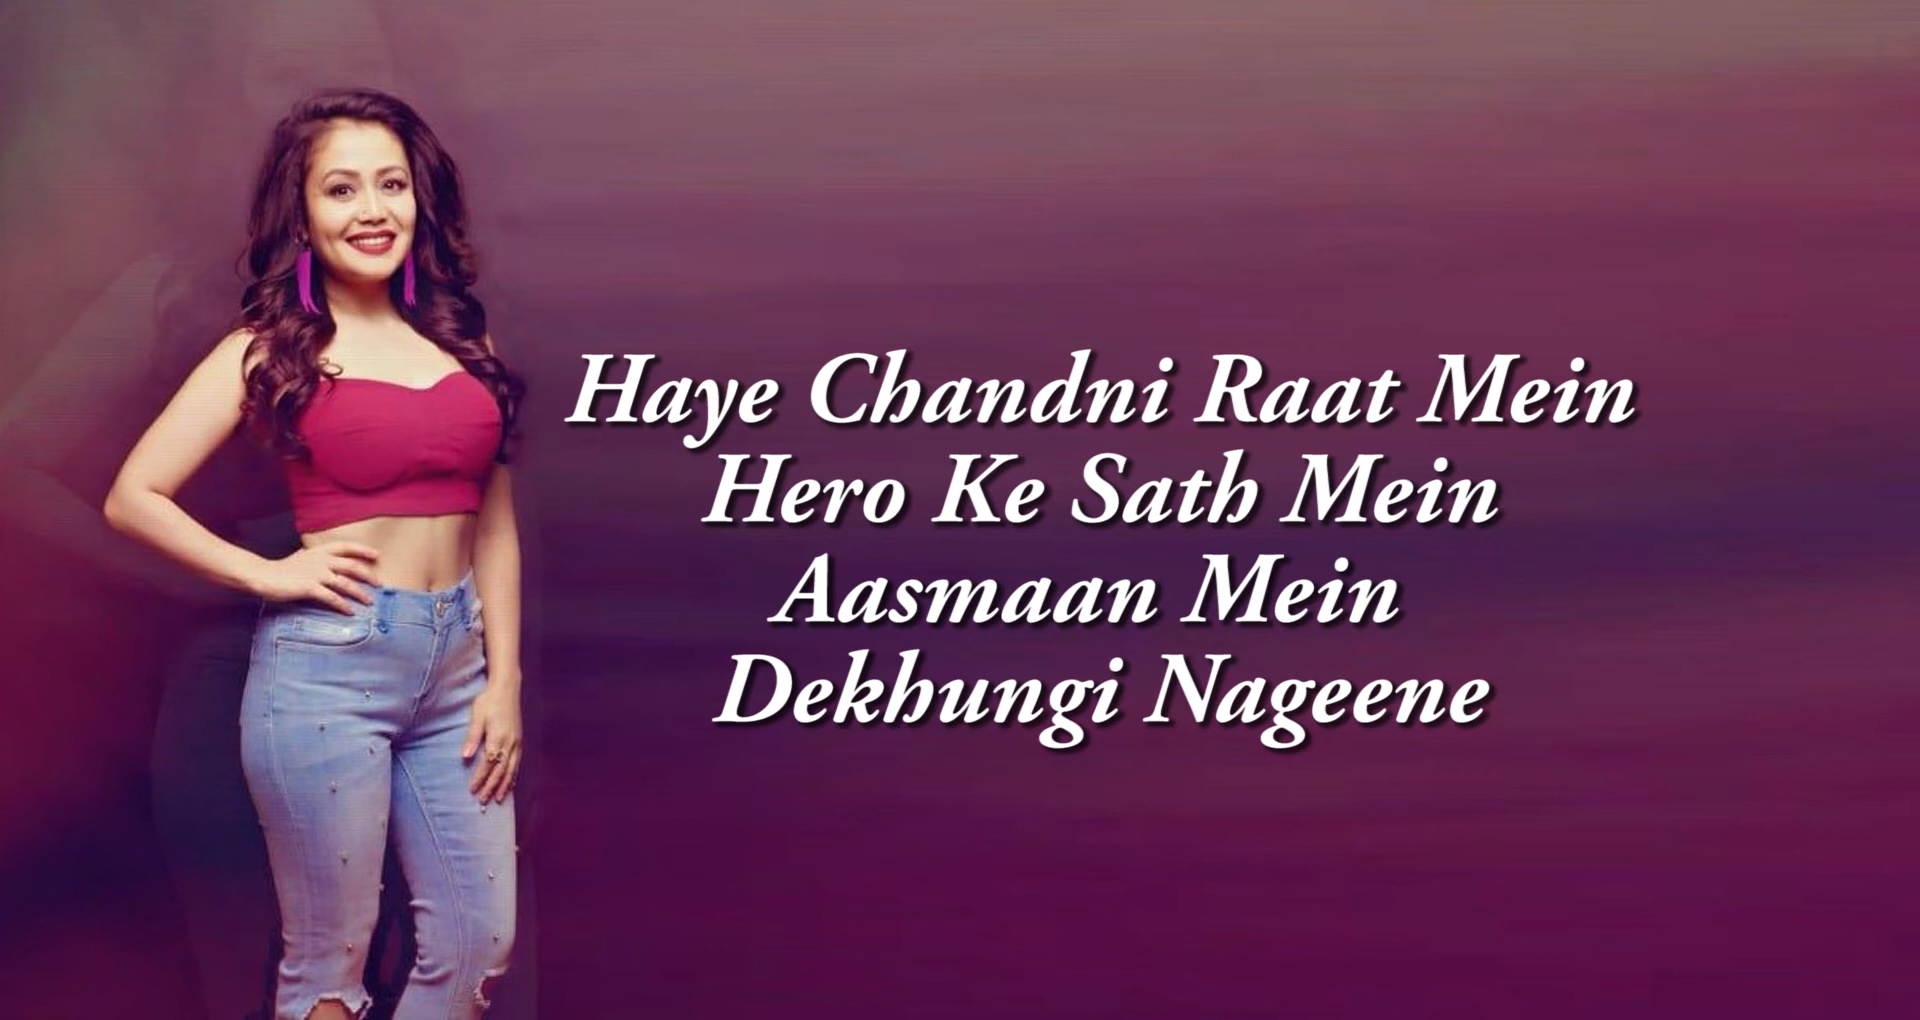 Haye Chandni Raat Mein
Hero Ke Sath Mein
Aasmaan Mein
Dekhungi Nageene